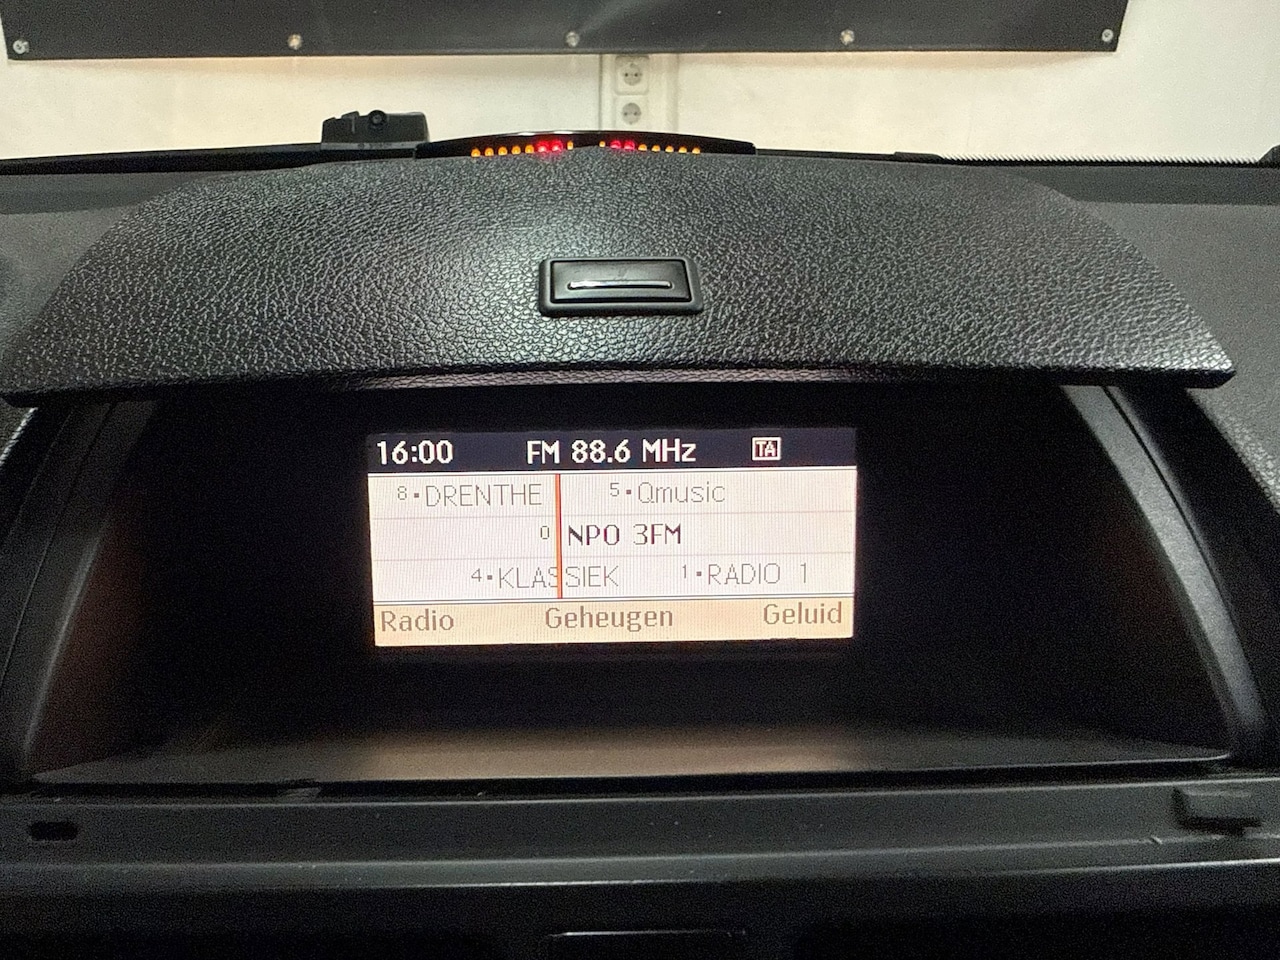 16:00 FM 88.6 MHz TA
8▪DRENTHE 5▪Qmusic
0 NPO 3FM
4▪KLASSIEK 1▪RADIO 1
Radio Geheugen Geluid